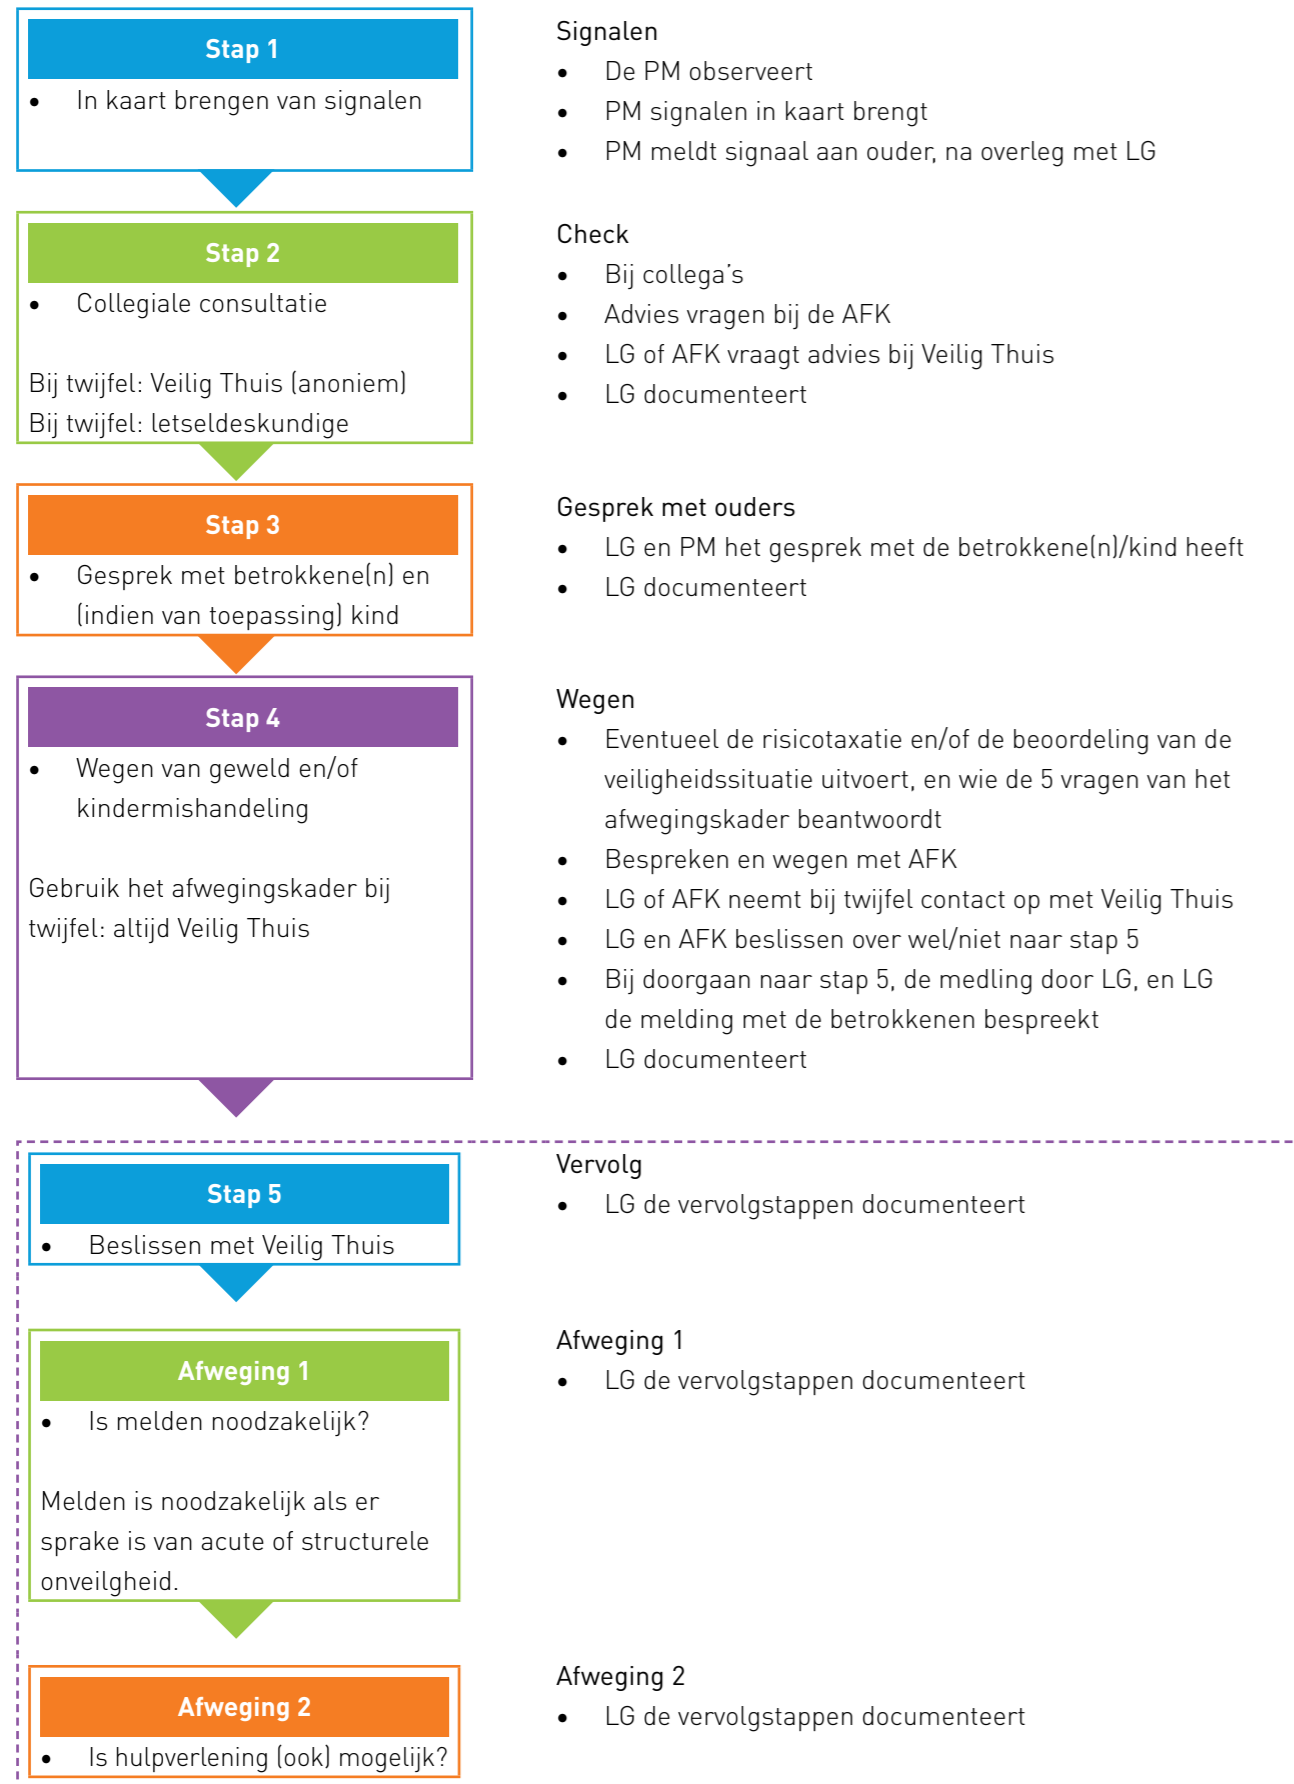 Stap 1
• In kaart brengen van signalen
Signalen
• De PM observeert
• PM signalen in kaart brengt
• PM meldt signaal aan ouder, na overleg met LG
Stap 2
• Collegiale consultatie
Bij twijfel: Veilig Thuis (anoniem)
Bij twijfel: letseldeskundige
Check
• Bij collega's
• Advies vragen bij de AFK
• LG of AFK vraagt advies bij Veilig Thuis
• LG documenteert
Stap 3
• Gesprek met betrokkene(n) en
(indien van toepassing) kind
Gesprek met ouders
• LG en PM het gesprek met de betrokkene(n)/kind heeft
• LG documenteert
Stap 4
• Wegen van geweld en/of
kindermishandeling
Gebruik het afwegingskader bij
twijfel: altijd Veilig Thuis
Wegen
• Eventueel de risicotaxatie en/of de beoordeling van de
veiligheidssituatie uitvoert, en wie de 5 vragen van het
afwegingskader beantwoordt
• Bespreken en wegen met AFK
• LG of AFK neemt bij twijfel contact op met Veilig Thuis
• LG en AFK beslissen over wel/niet naar stap 5
• Bij doorgaan naar stap 5, de medling door LG, en LG
de melding met de betrokkenen bespreekt
• LG documenteert
Stap 5
• Beslissen met Veilig Thuis
Vervolg
• LG de vervolgstappen documenteert
Afweging 1
• Is melden noodzakelijk?
Melden is noodzakelijk als er
sprake is van acute of structurele
onveilgheid.
Afweging 1
• LG de vervolgstappen documenteert
Afweging 2
• Is hulpverlening (ook) mogelijk?
Afweging 2
• LG de vervolgstappen documenteert